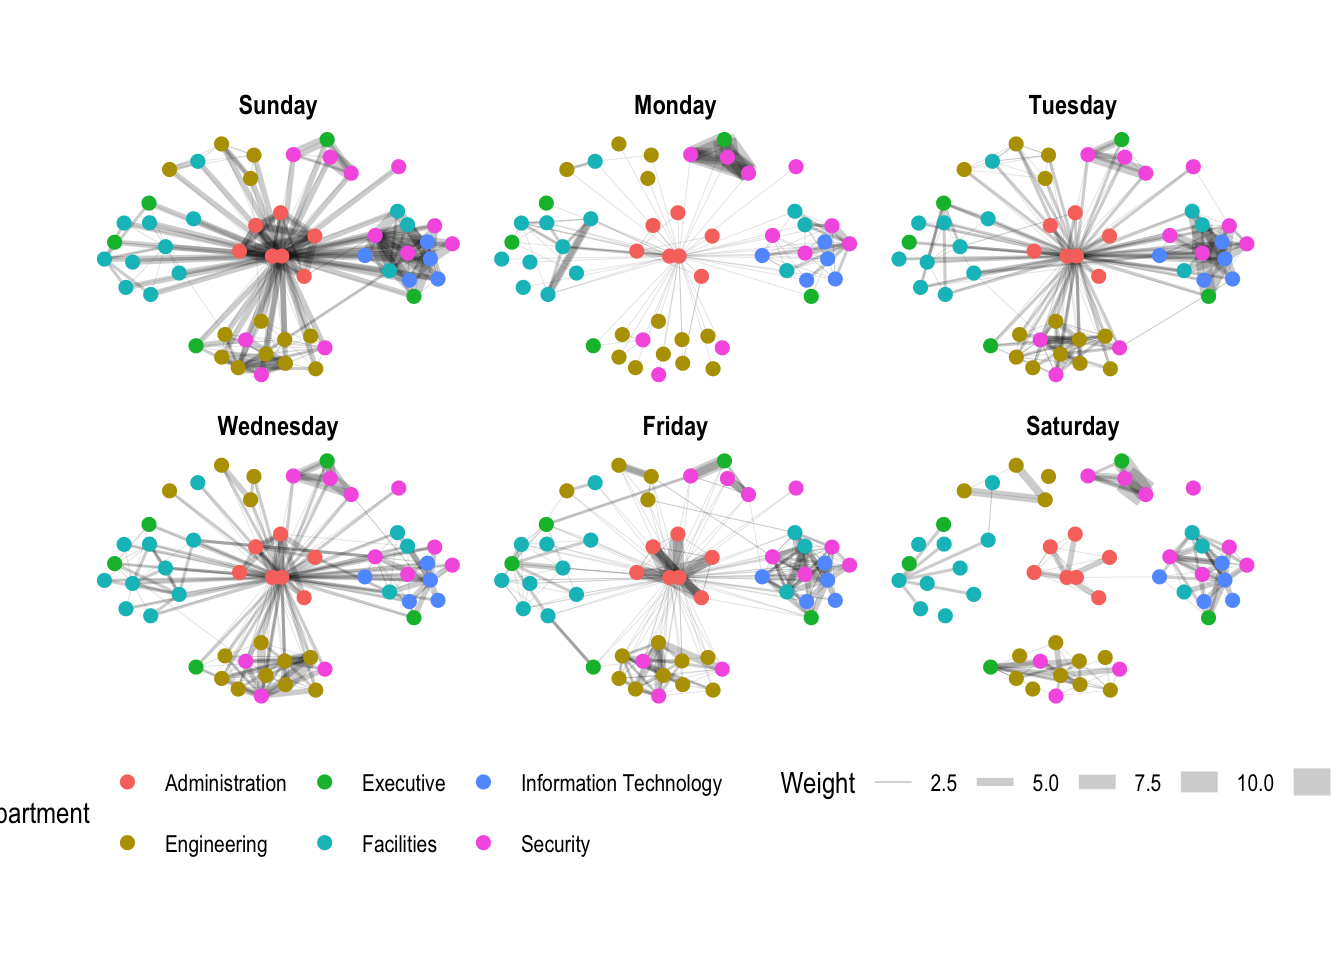 Sunday Monday Tuesday
Wednesday Friday Saturday
Administration Executive Information Technology Weight 2.5 5.0 7.5 10.0
partment
Engineering Facilities Security